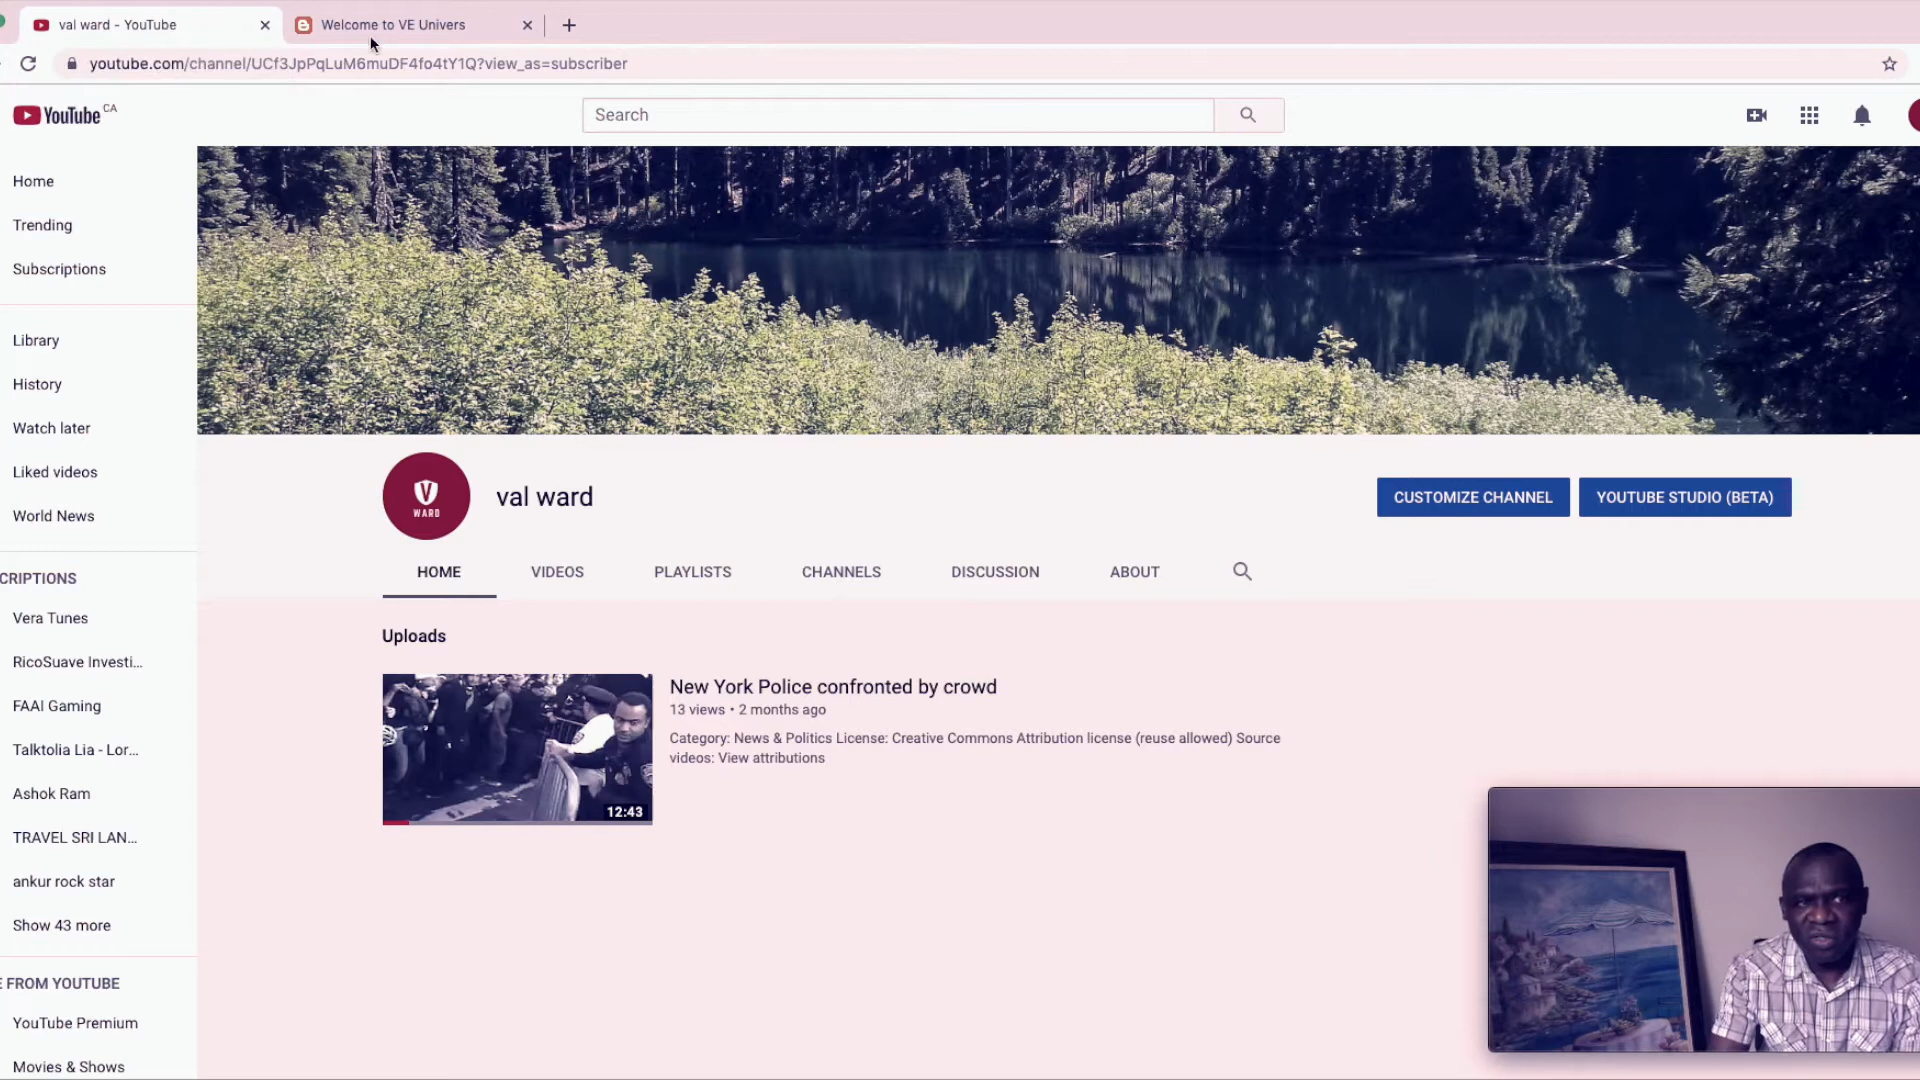 val ward - YouTube
Welcome to VE Univers
youtube.com/channel/UCf3JpPqLuM6muDF4fo4tY1Q?view_as=subscriber
YouTube CA
Search
Home
Trending
Subscriptions
Library
History
Watch later
Liked videos
World News
CRIPTIONS
Vera Tunes
RicoSuave Investi...
FAAI Gaming
Talktolia Lia - Lor...
Ashok Ram
TRAVEL SRI LAN...
ankur rock star
Show 43 more
E FROM YOUTUBE
YouTube Premium
Movies & Shows
V
WARD
val ward
CUSTOMIZE CHANNEL
YOUTUBE STUDIO (BETA)
HOME
VIDEOS
PLAYLISTS
CHANNELS
DISCUSSION
ABOUT
Uploads
12:43
New York Police confronted by crowd
13 views • 2 months ago
Category: News & Politics License: Creative Commons Attribution license (reuse allowed) Source
videos: View attributions